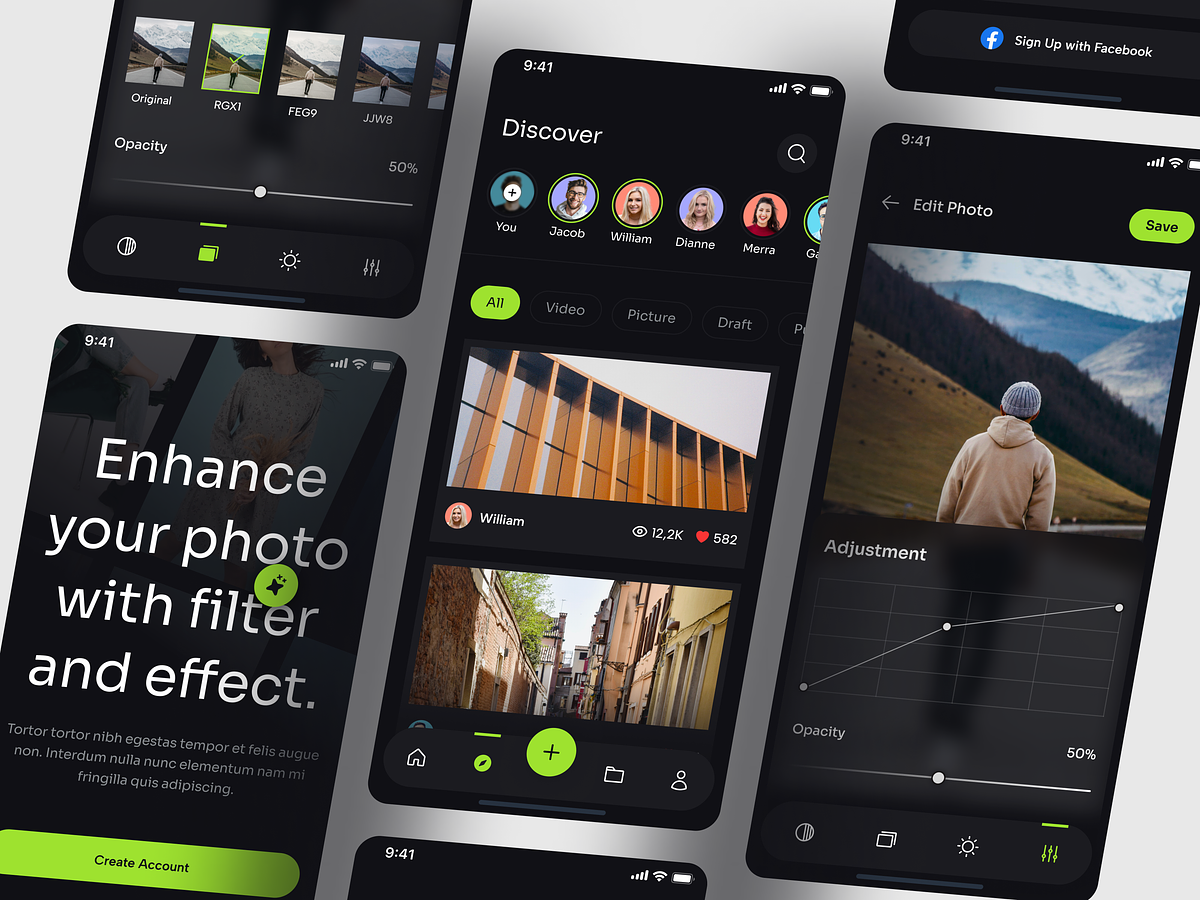 Original
RGX1
FEG9
JJW8
Opacity
50%
9:41
Enhance
your photo
with filter
and effect.
Tortor tortor nibh egestas tempor et felis augue
non. Interdum nulla nunc elementum nam mi
fringilla quis adipiscing.
Create Account
9:41
Discover
You
Jacob
William
Dianne
Merra
All
Video
Picture
Draft
William
12,2K
582
9:41
Sign Up with Facebook
9:41
Edit Photo
Save
Adjustment
Opacity
50%